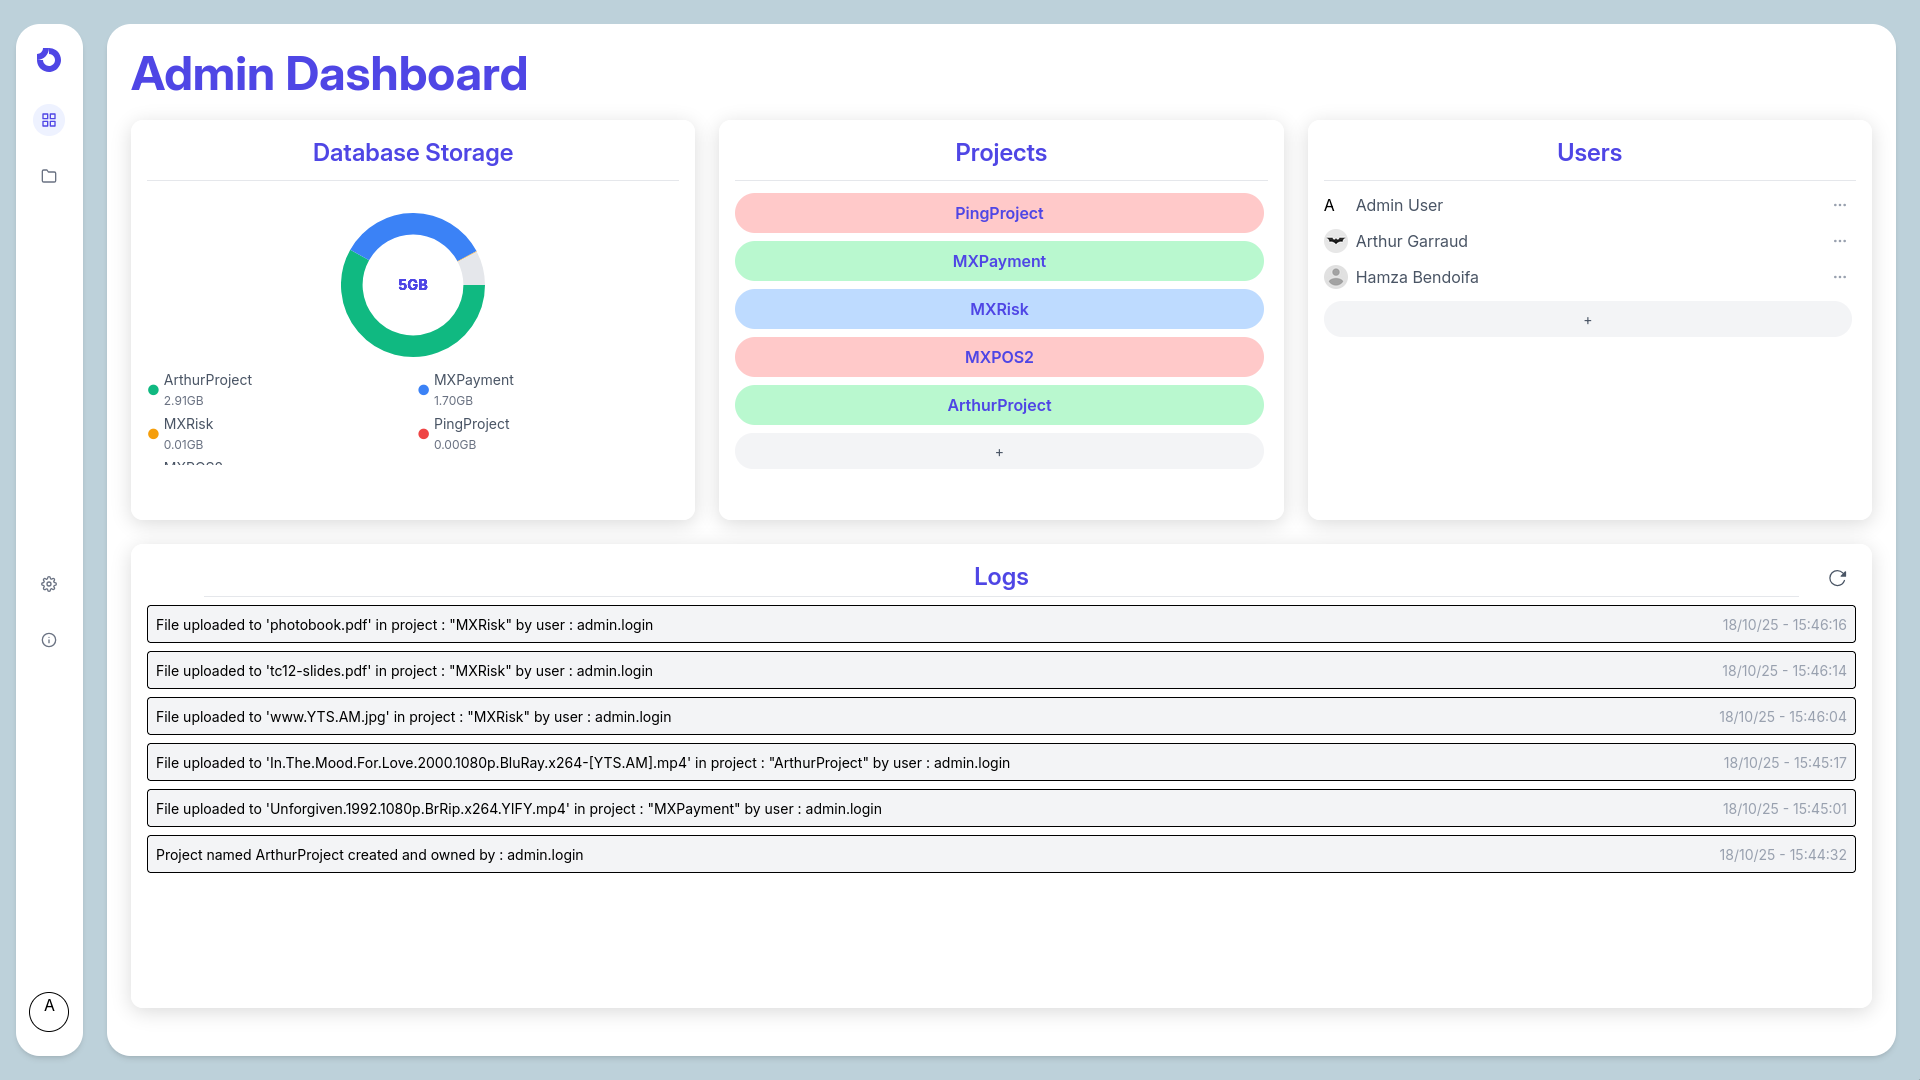 Admin Dashboard
Database Storage
5GB
ArthurProject
2.91GB
MXPayment
1.70GB
MXRisk
0.01GB
PingProject
0.00GB
Projects
PingProject
MXPayment
MXRisk
MXPOS2
ArthurProject
+
Users
A Admin User ...
Arthur Garraud ...
Hamza Bendoifa ...
+
Logs
File uploaded to 'photobook.pdf' in project : "MXRisk" by user : admin.login 18/10/25 - 15:46:16
File uploaded to 'tc12-slides.pdf' in project : "MXRisk" by user : admin.login 18/10/25 - 15:46:14
File uploaded to 'www.YTS.AM.jpg' in project : "MXRisk" by user : admin.login 18/10/25 - 15:46:04
File uploaded to 'In.The.Mood.For.Love.2000.1080p.BluRay.x264-[YTS.AM].mp4' in project : "ArthurProject" by user : admin.login 18/10/25 - 15:45:17
File uploaded to 'Unforgiven.1992.1080p.BrRip.x264.YIFY.mp4' in project : "MXPayment" by user : admin.login 18/10/25 - 15:45:01
Project named ArthurProject created and owned by : admin.login 18/10/25 - 15:44:32
A